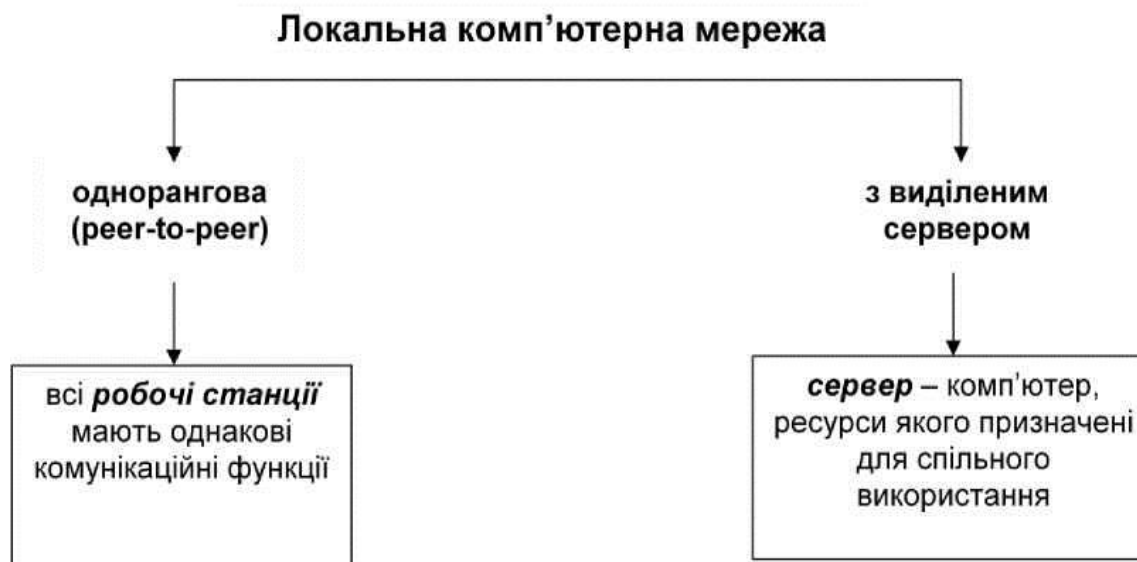 Локальна комп’ютерна мережа
однорангова
(peer-to-peer)
з виділеним
сервером
всі робочі станції
мають однакові
комунікаційні функції
сервер – комп’ютер,
ресурси якого призначені
для спільного
використання